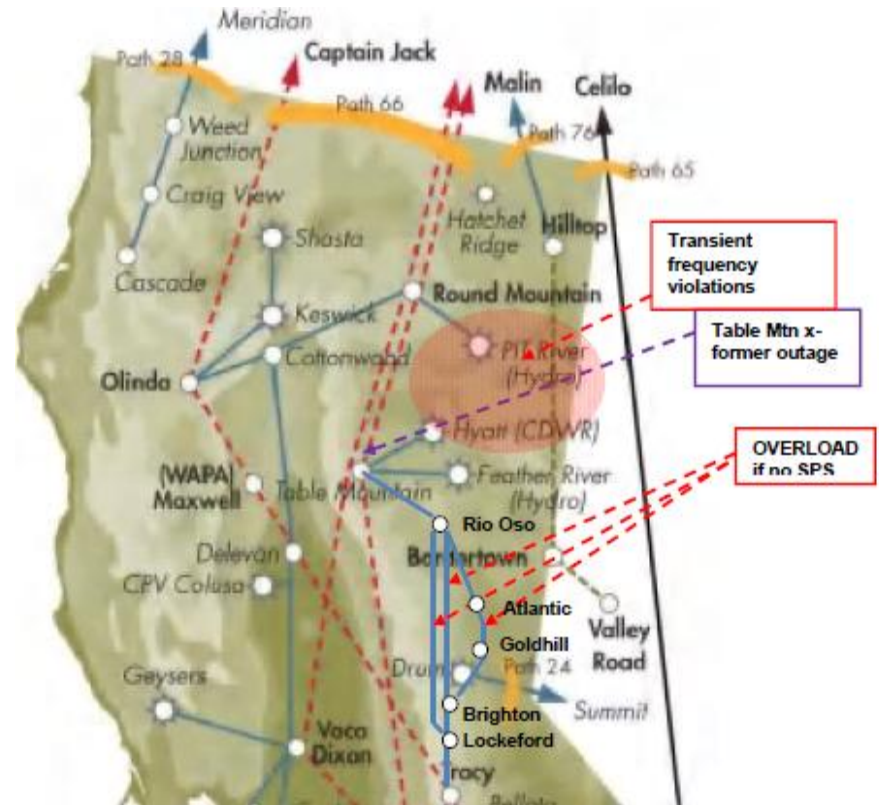 Meridian
Captain Jack
Path 28
Malin
Celilo
Path 66
Path 76
Path 65
Weed
Junction
Craig View
Hatchet
Ridge
Hilltop
Shasta
Cascade
Transient
frequency
violations
Round Mountain
Keswick
Table Mtn x-
former outage
Cottonwood
PIT River
(Hydro)
Olinda
Hyatt (CDWR)
OVERLOAD
if no SPS
(WAPA)
Maxwell
Table Mountain
Feather River
(Hydro)
Rio Oso
Delevan
CPV Colusa
Atlantic
Valley
Road
Goldhill
Drum
Path 24
Geysers
Summit
Brighton
Lockeford
Vaca
Dixon
racy